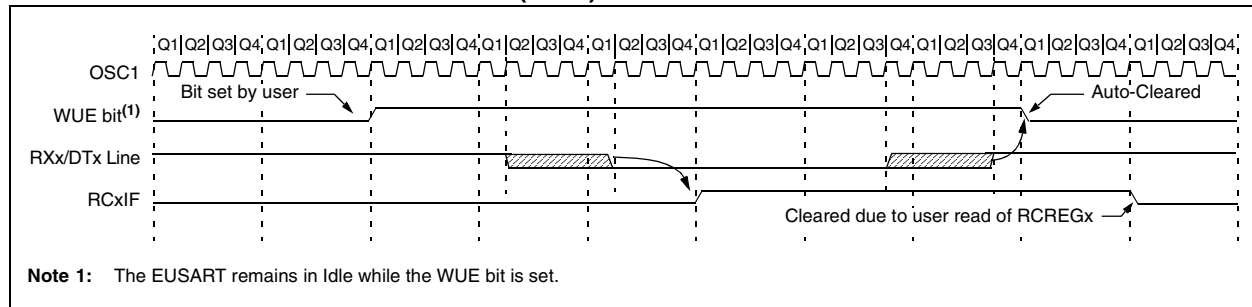 Q1 Q2 Q3 Q4 Q1 Q2 Q3 Q4 Q1 Q2 Q3 Q4 Q1 Q2 Q3 Q4 Q1 Q2 Q3 Q4 Q1 Q2 Q3 Q4 Q1 Q2 Q3 Q4 Q1 Q2 Q3 Q4 Q1 Q2 Q3 Q4 Q1 Q2 Q3 Q4
OSC1
Bit set by user
Auto-Cleared
WUE bit(1)
RXx/DTx Line
RCxIF
Cleared due to user read of RCREGx
Note 1: The EUSART remains in Idle while the WUE bit is set.